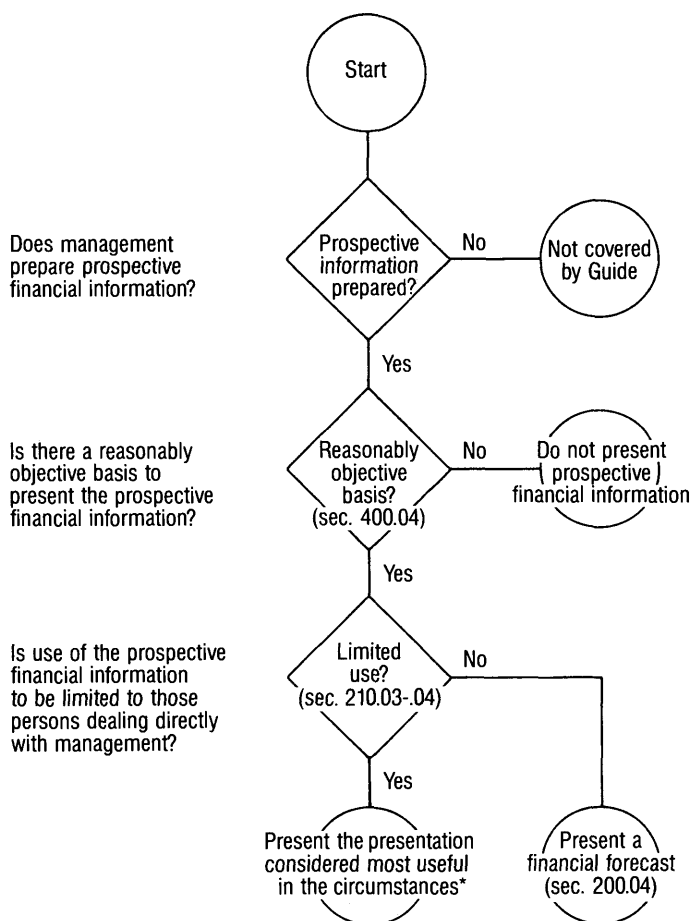 Start
Does management
prepare prospective
financial information?
Prospective
information
prepared?
No
Not covered
by Guide
Yes
Is there a reasonably
objective basis to
present the prospective
financial information?
Reasonably
objective
basis?
(sec. 400.04)
No
Do not present
prospective
financial information
Yes
Is use of the prospective
financial information
to be limited to those
persons dealing directly
with management?
Limited
use?
(sec. 210.03-.04)
No
Yes
Present the presentation
considered most useful
in the circumstances*
Present a
financial forecast
(sec. 200.04)